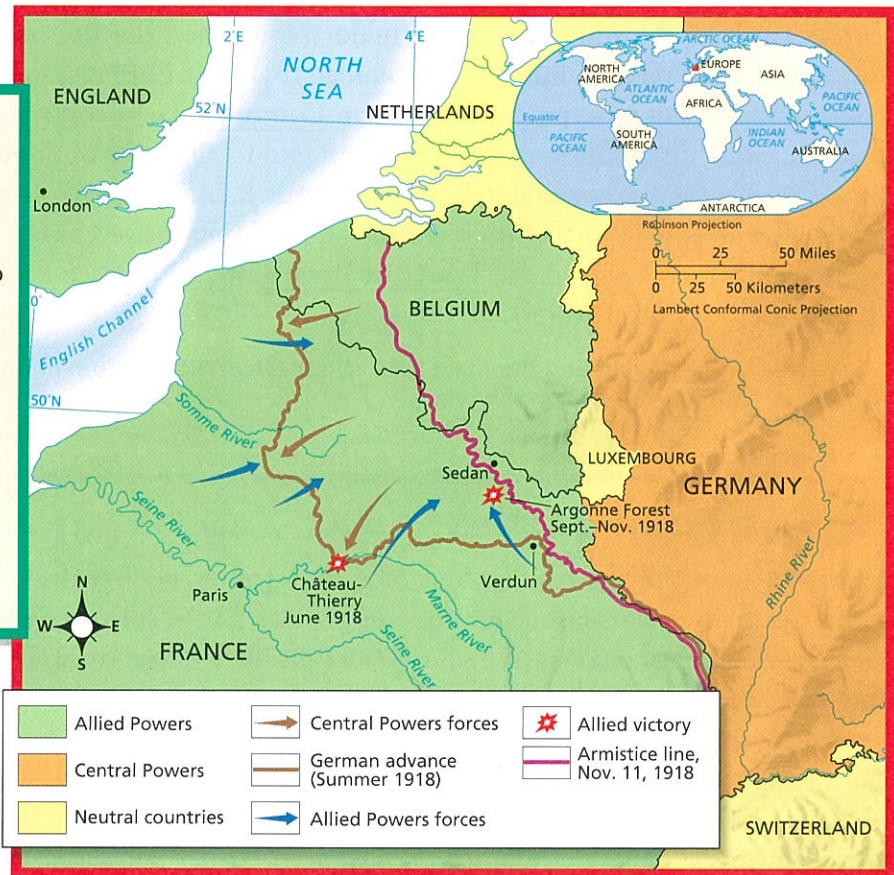 2°E
4°E
NORTH
SEA
ENGLAND
52°N
NETHERLANDS
London
ARCTIC OCEAN
NORTH
AMERICA
EUROPE
ASIA
ATLANTIC
OCEAN
PACIFIC
OCEAN
AFRICA
Equator
PACIFIC
OCEAN
SOUTH
AMERICA
INDIAN
OCEAN
AUSTRALIA
ANTARCTICA
Robinson Projection
0 25 50 Miles
0 25 50 Kilometers
Lambert Conformal Conic Projection
0°
English Channel
BELGIUM
50°N
Somme River
Sedan
LUXEMBOURG
GERMANY
Argonne Forest
Sept.–Nov. 1918
Seine River
Rhine River
Paris
Château-
Thierry
June 1918
Verdun
Marne River
Seine River
N
W E
S
FRANCE
Allied Powers
Central Powers
Neutral countries
Central Powers forces
German advance
(Summer 1918)
Allied Powers forces
Allied victory
Armistice line,
Nov. 11, 1918
SWITZERLAND